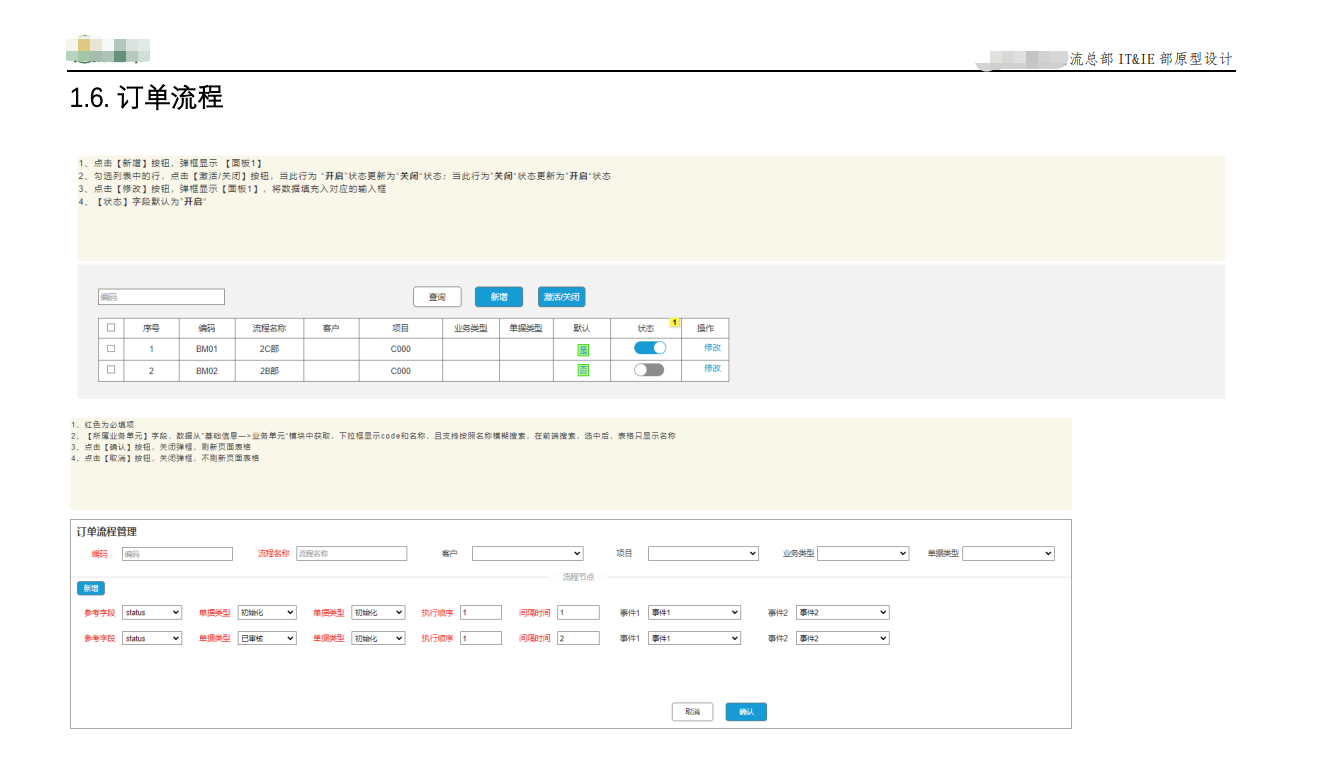 流总部 IT&IE 部原型设计
1.6. 订单流程
1、点击【新增】按钮，弹框显示 【面板1】
2、勾选列表中的行，点击【激活/关闭】按钮，当此行为 "开启"状态更新为"关闭"状态；当此行为"关闭"状态更新为"开启"状态
3、点击【修改】按钮，弹框显示【面板1】，将数据填充入对应的输入框
4、【状态】字段默认为"开启"
编码 查询 新增 激活/关闭
序号 编码 流程名称 客户 项目 业务类型 单据类型 默认 状态 1 操作
1 BM01 2C部 C000 是 修改
2 BM02 2B部 C000 否 修改
1、红色为必填项
2、【所属业务单元】字段，数据从"基础信息—>业务单元"模块中获取，下拉框显示code和名称，且支持按照名称模糊搜索，在前端搜索，选中后，表格只显示名称
3、点击【确认】按钮，关闭弹框，刷新页面表格
4、点击【取消】按钮，关闭弹框，不刷新页面表格
订单流程管理
编码 编码 流程名称 流程名称 客户 项目 业务类型 单据类型
流程节点
新增
参考字段 status 单据类型 初始化 单据类型 初始化 执行顺序 1 间隔时间 1 事件1 事件1 事件2 事件2
参考字段 status 单据类型 已审核 单据类型 初始化 执行顺序 1 间隔时间 2 事件1 事件1 事件2 事件2
取消 确认